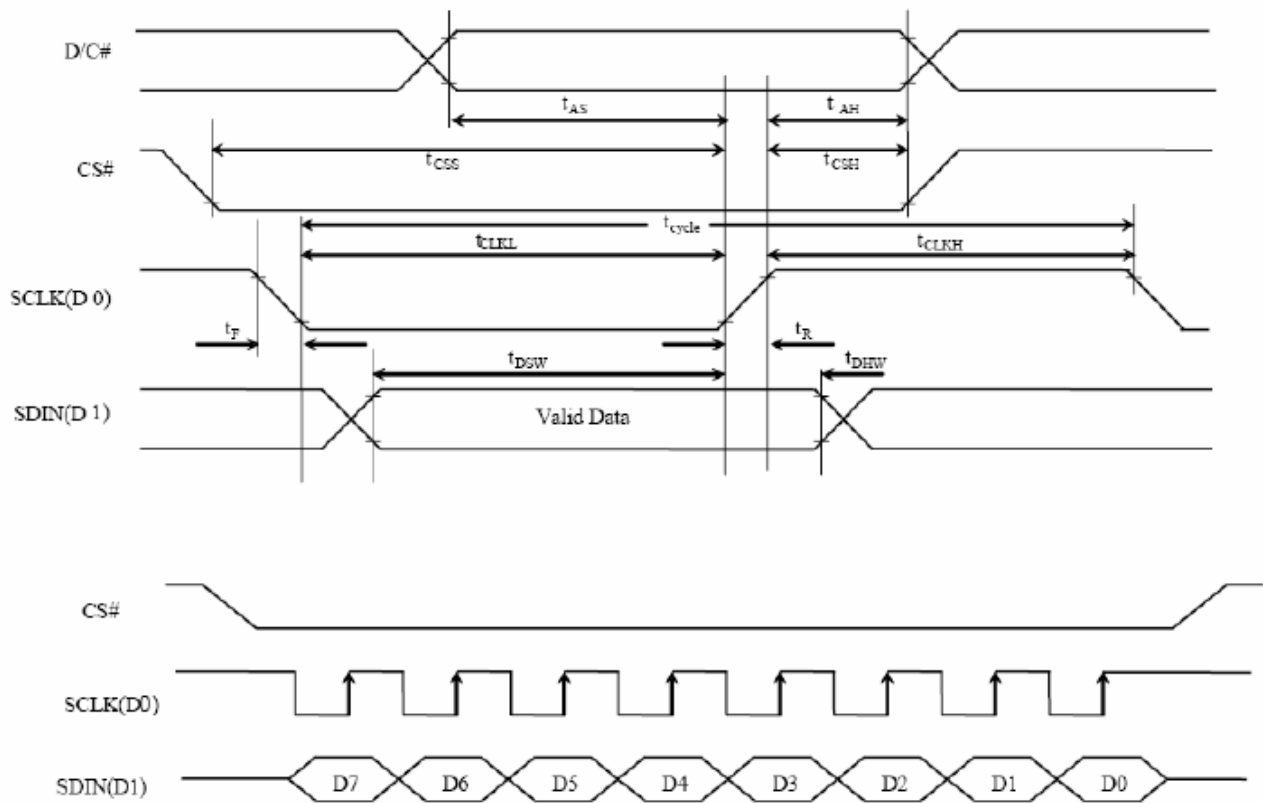 D/C#
tAS
t AH
CS#
tCSS
tCSH
tcycle
tCLKL
tCLKH
SCLK(D 0)
tF
tR
tDSW
tDHW
SDIN(D 1)
Valid Data
CS#
SCLK(D0)
SDIN(D1)
D7 D6 D5 D4 D3 D2 D1 D0